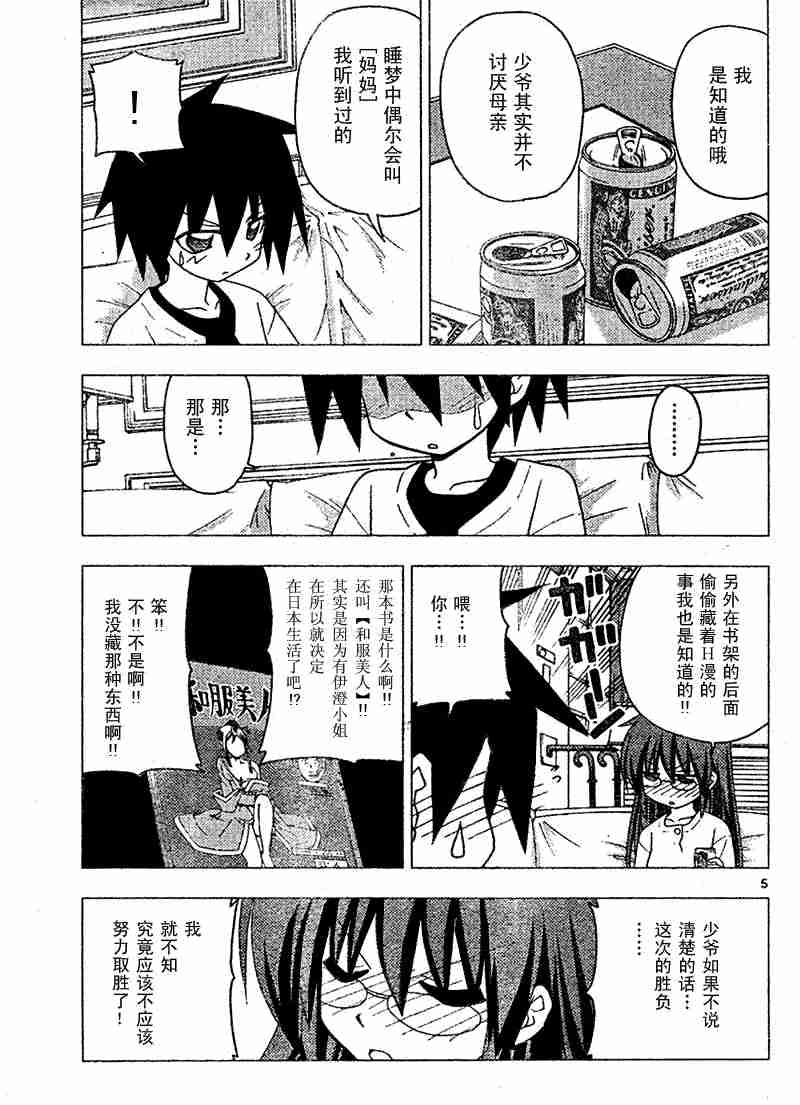 我
是知道的哦
少爷其实并不
讨厌母亲
GENUINE
Budweiser
睡梦中偶尔会叫
[妈妈]
我听到过的
！
……
那…
那是…
另外在书架的后面
偷偷藏着H漫的
事我也是知道的!!
ガガガ
喂…!!
你…!!
那本书是什么啊!!
还叫【和服美人】!!
其实是因为有伊澄小姐
在所以就决定
在日本生活了吧!?
笨!!
不!!不是啊!!
我没藏那种东西啊!!
和服美人
5
少爷如果不说
清楚的话…
这次的胜负
……
我
就不知
究竟应该不应该
努力取胜了！